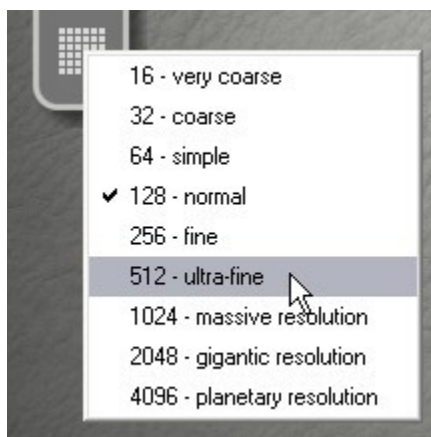 16 - very coarse
32 - coarse
64 - simple
128 - normal
256 - fine
512 - ultra-fine
1024 - massive resolution
2048 - gigantic resolution
4096 - planetary resolution